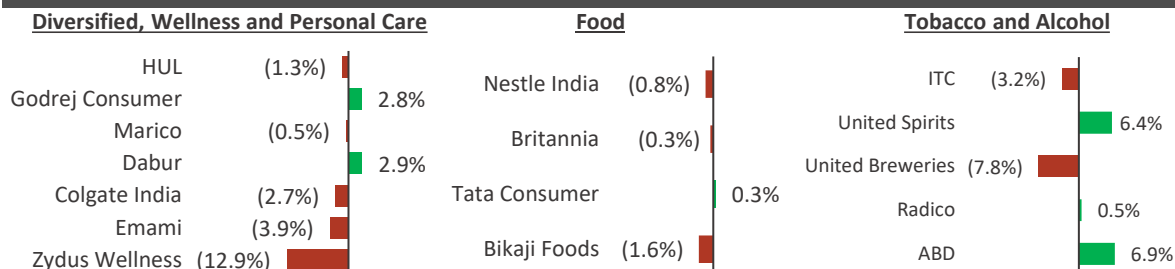 Diversified, Wellness and Personal Care
HUL (1.3%)
Godrej Consumer 2.8%
Marico (0.5%)
Dabur 2.9%
Colgate India (2.7%)
Emami (3.9%)
Zydus Wellness (12.9%)
Food
Nestle India (0.8%)
Britannia (0.3%)
Tata Consumer 0.3%
Bikaji Foods (1.6%)
Tobacco and Alcohol
ITC (3.2%)
United Spirits 6.4%
United Breweries (7.8%)
Radico 0.5%
ABD 6.9%